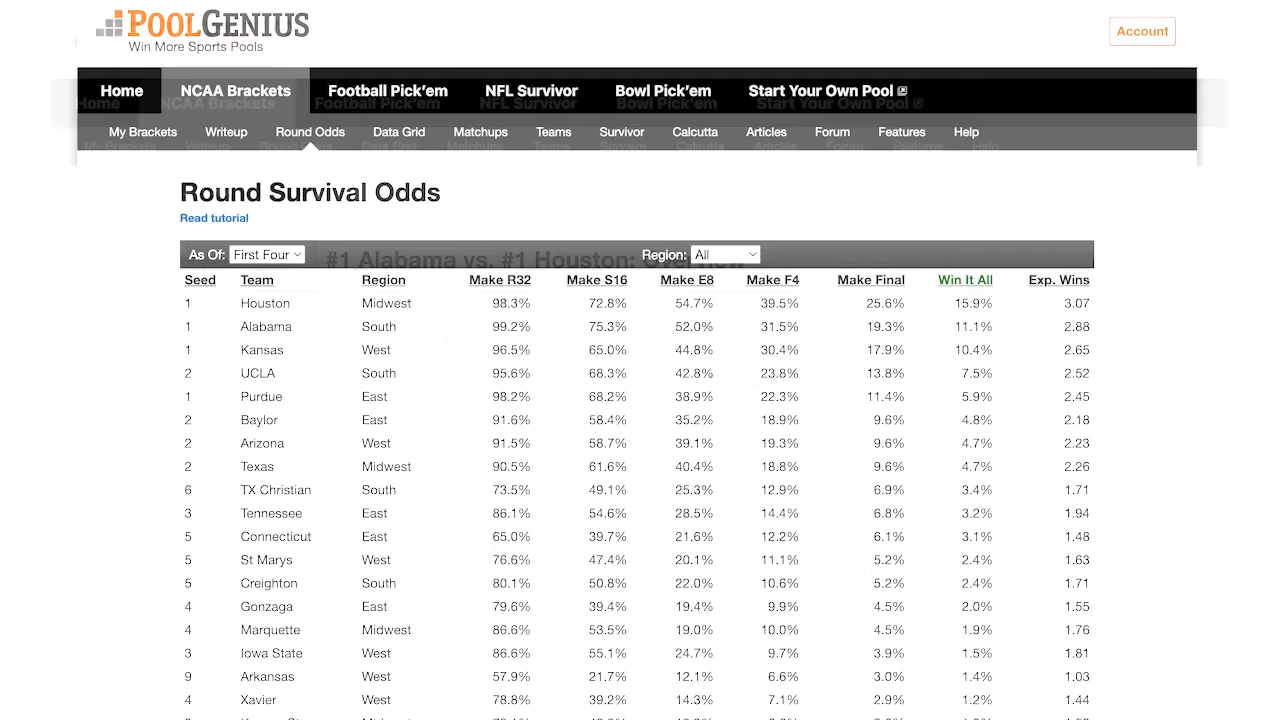 POOLGENIUS
Win More Sports Pools
Account
Home NCAA Brackets Football Pick'em NFL Survivor Bowl Pick'em Start Your Own Pool
My Brackets Writeup Round Odds Data Grid Matchups Teams Survivor Calcutta Articles Forum Features Help
Round Survival Odds
Read tutorial
As Of: First Four Region: All
#1 Alabama vs. #1 Houston:
Seed Team Region Make R32 Make S16 Make E8 Make F4 Make Final Win It All Exp. Wins
1 Houston Midwest 98.3% 72.8% 54.7% 39.5% 25.6% 15.9% 3.07
1 Alabama South 99.2% 75.3% 52.0% 31.5% 19.3% 11.1% 2.88
1 Kansas West 96.5% 65.0% 44.8% 30.4% 17.9% 10.4% 2.65
2 UCLA South 95.6% 68.3% 42.8% 23.8% 13.8% 7.5% 2.52
1 Purdue East 98.2% 68.2% 38.9% 22.3% 11.4% 5.9% 2.45
2 Baylor East 91.6% 58.4% 35.2% 18.9% 9.6% 4.8% 2.18
2 Arizona West 91.5% 58.7% 39.1% 19.3% 9.6% 4.7% 2.23
2 Texas Midwest 90.5% 61.6% 40.4% 18.8% 9.6% 4.7% 2.26
6 TX Christian South 73.5% 49.1% 25.3% 12.9% 6.9% 3.4% 1.71
3 Tennessee East 86.1% 54.6% 28.5% 14.4% 6.8% 3.2% 1.94
5 Connecticut East 65.0% 39.7% 21.6% 12.2% 6.1% 3.1% 1.48
5 St Marys West 76.6% 47.4% 20.1% 11.1% 5.2% 2.4% 1.63
5 Creighton South 80.1% 50.8% 22.0% 10.6% 5.2% 2.4% 1.71
4 Gonzaga East 79.6% 39.4% 19.4% 9.9% 4.5% 2.0% 1.55
4 Marquette Midwest 86.6% 53.5% 19.0% 10.0% 4.5% 1.9% 1.76
3 Iowa State West 86.6% 55.1% 24.7% 9.7% 3.9% 1.5% 1.81
9 Arkansas West 57.9% 21.7% 12.1% 6.6% 3.0% 1.4% 1.03
4 Xavier West 78.8% 39.2% 14.3% 7.1% 2.9% 1.2% 1.44